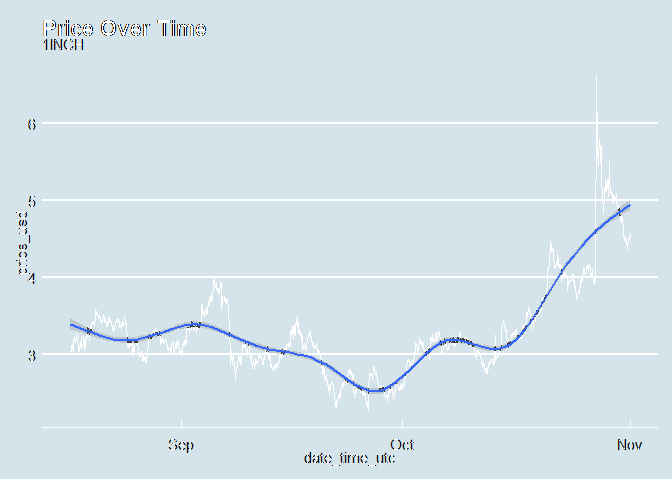 Price Over Time
1INCH
6
5
4
3
price_usd
Sep
Oct
Nov
date_time_utc